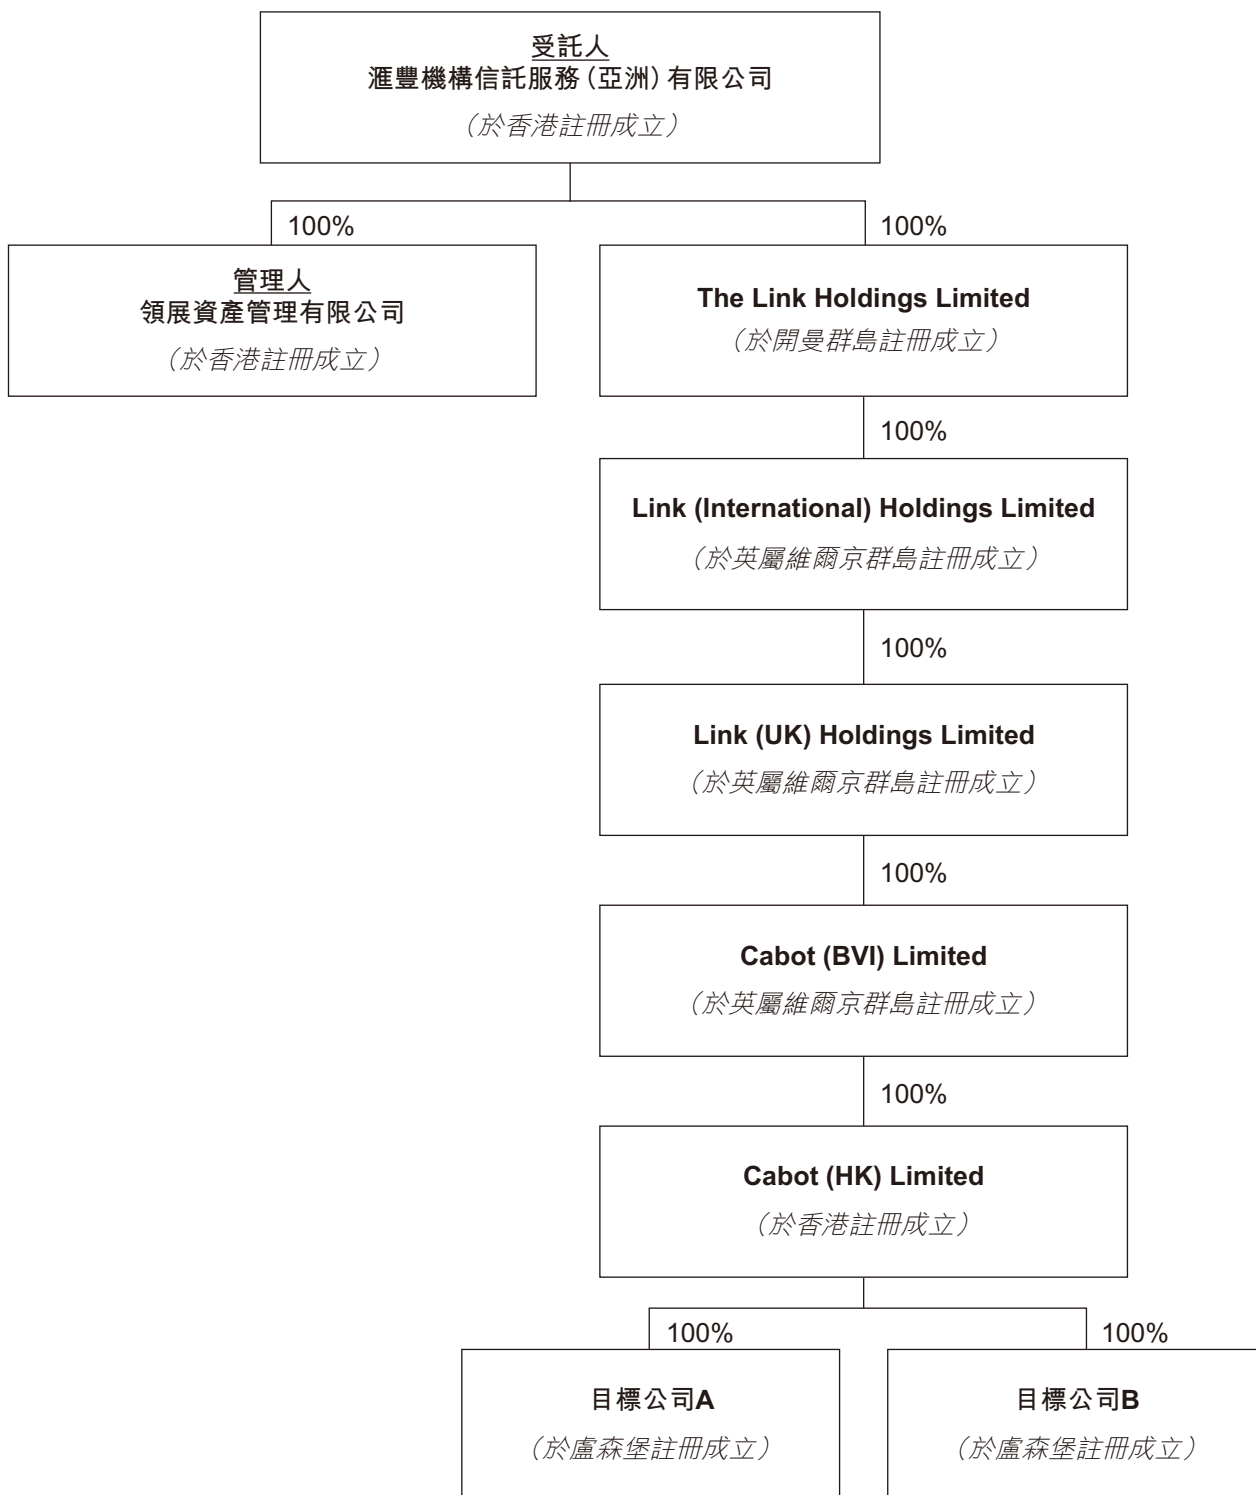 受託人
滙豐機構信託服務（亞洲）有限公司
（於香港註冊成立）
100%
100%
管理人
領展資產管理有限公司
（於香港註冊成立）
The Link Holdings Limited
（於開曼群島註冊成立）
100%
Link (International) Holdings Limited
（於英屬維爾京群島註冊成立）
100%
Link (UK) Holdings Limited
（於英屬維爾京群島註冊成立）
100%
Cabot (BVI) Limited
（於英屬維爾京群島註冊成立）
100%
Cabot (HK) Limited
（於香港註冊成立）
100%
100%
目標公司A
（於盧森堡註冊成立）
目標公司B
（於盧森堡註冊成立）